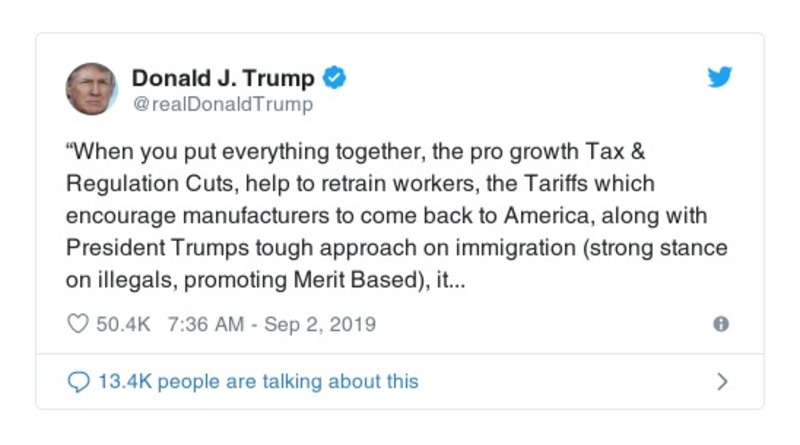 Donald J. Trump
@realDonaldTrump
“When you put everything together, the pro growth Tax &
Regulation Cuts, help to retrain workers, the Tariffs which
encourage manufacturers to come back to America, along with
President Trumps tough approach on immigration (strong stance
on illegals, promoting Merit Based), it...
50.4K 7:36 AM - Sep 2, 2019
13.4K people are talking about this